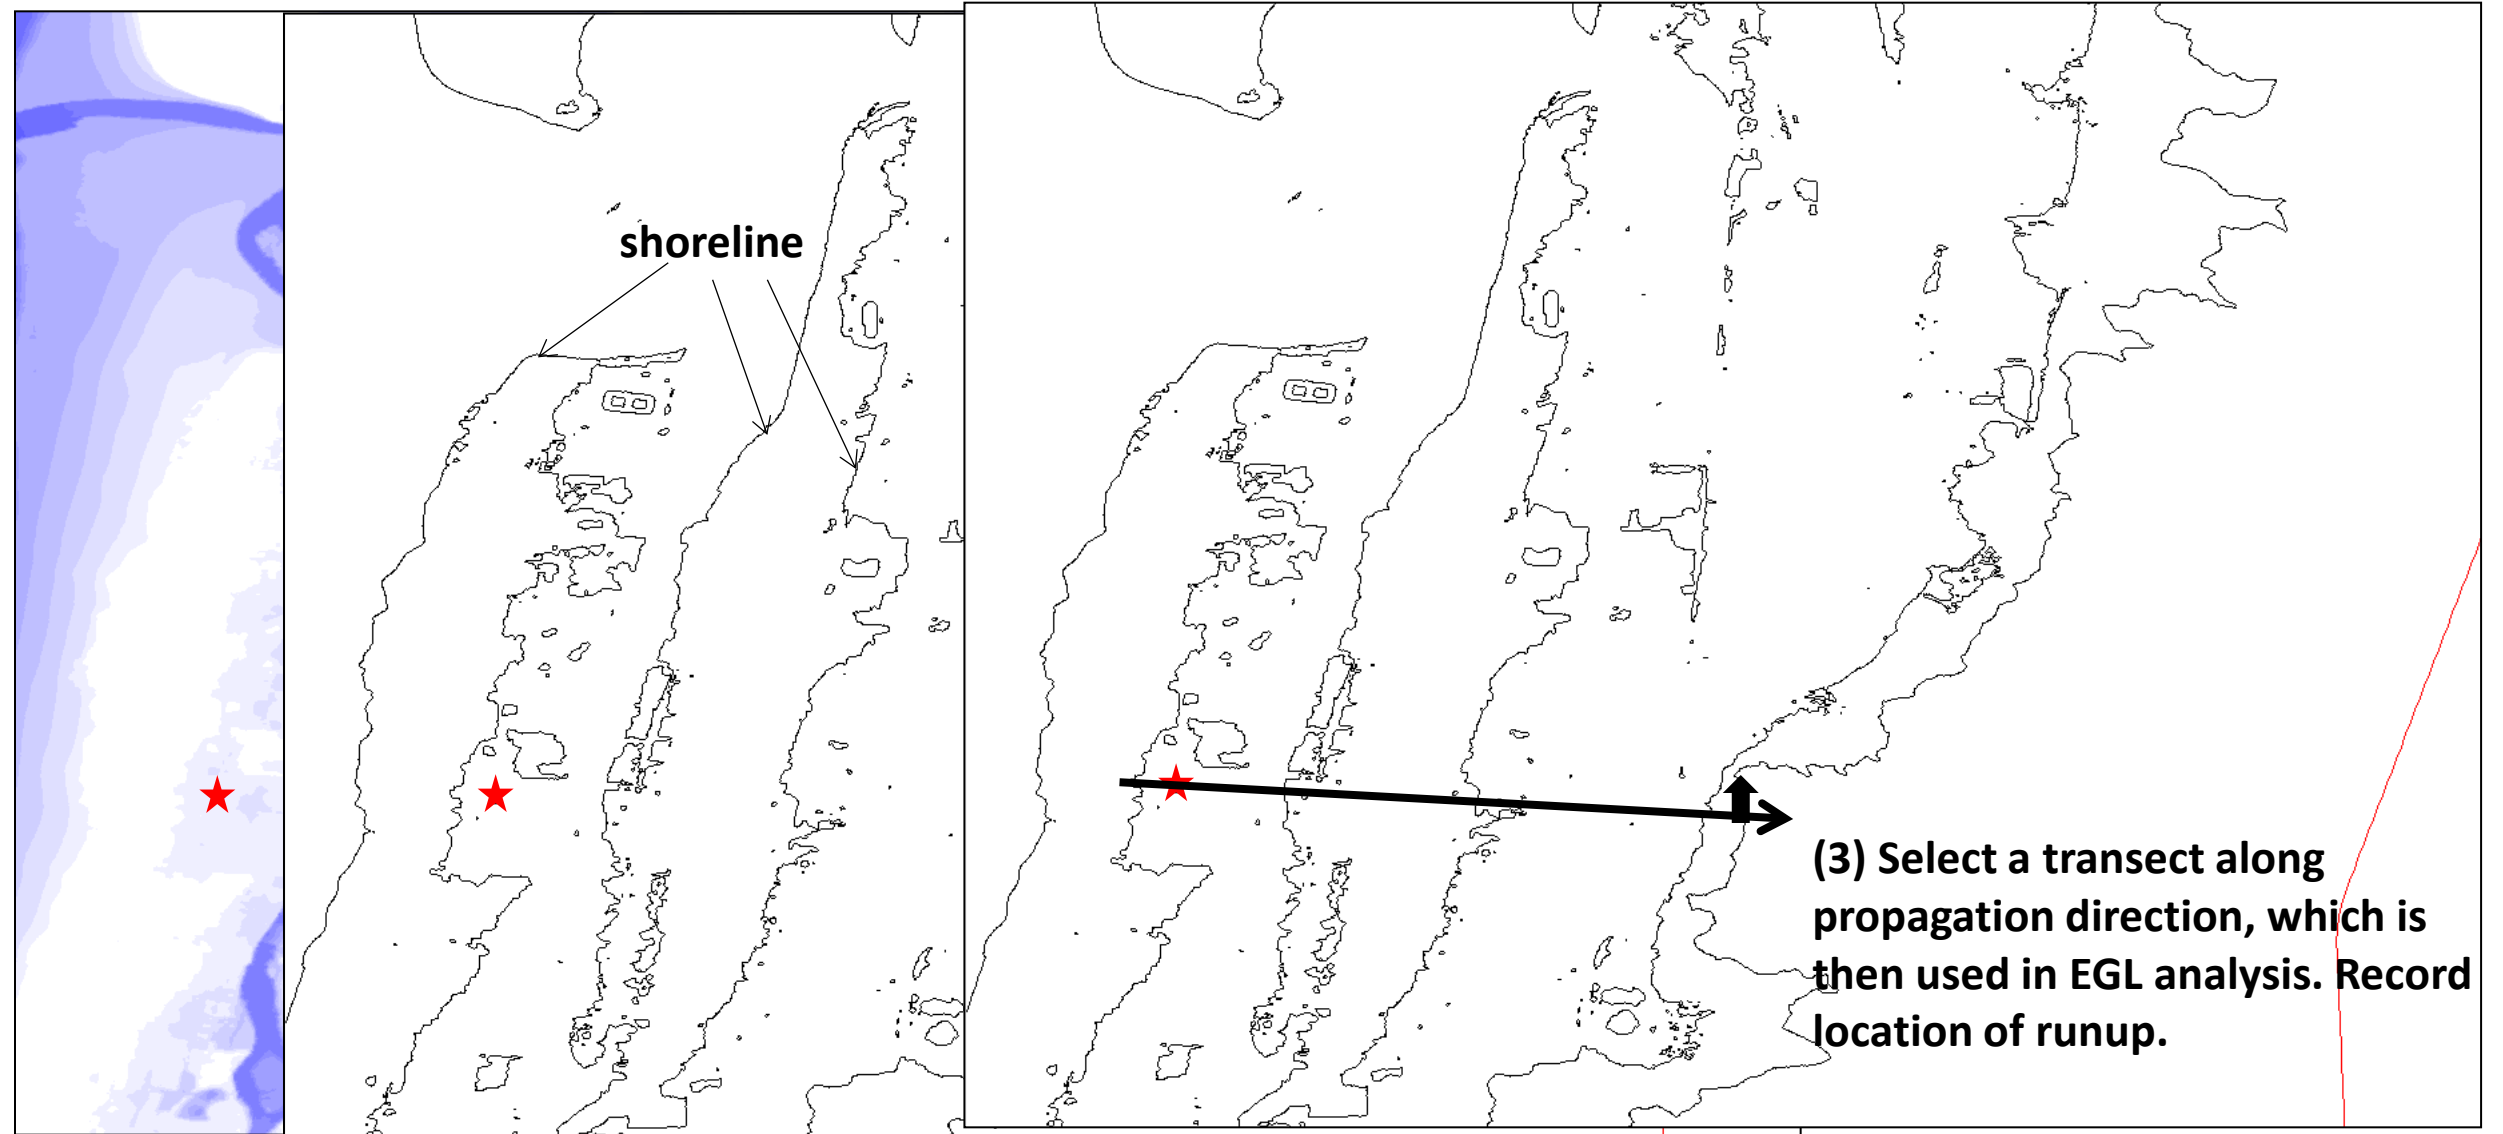 shoreline
(3) Select a transect along
propagation direction, which is
then used in EGL analysis. Record
location of runup.